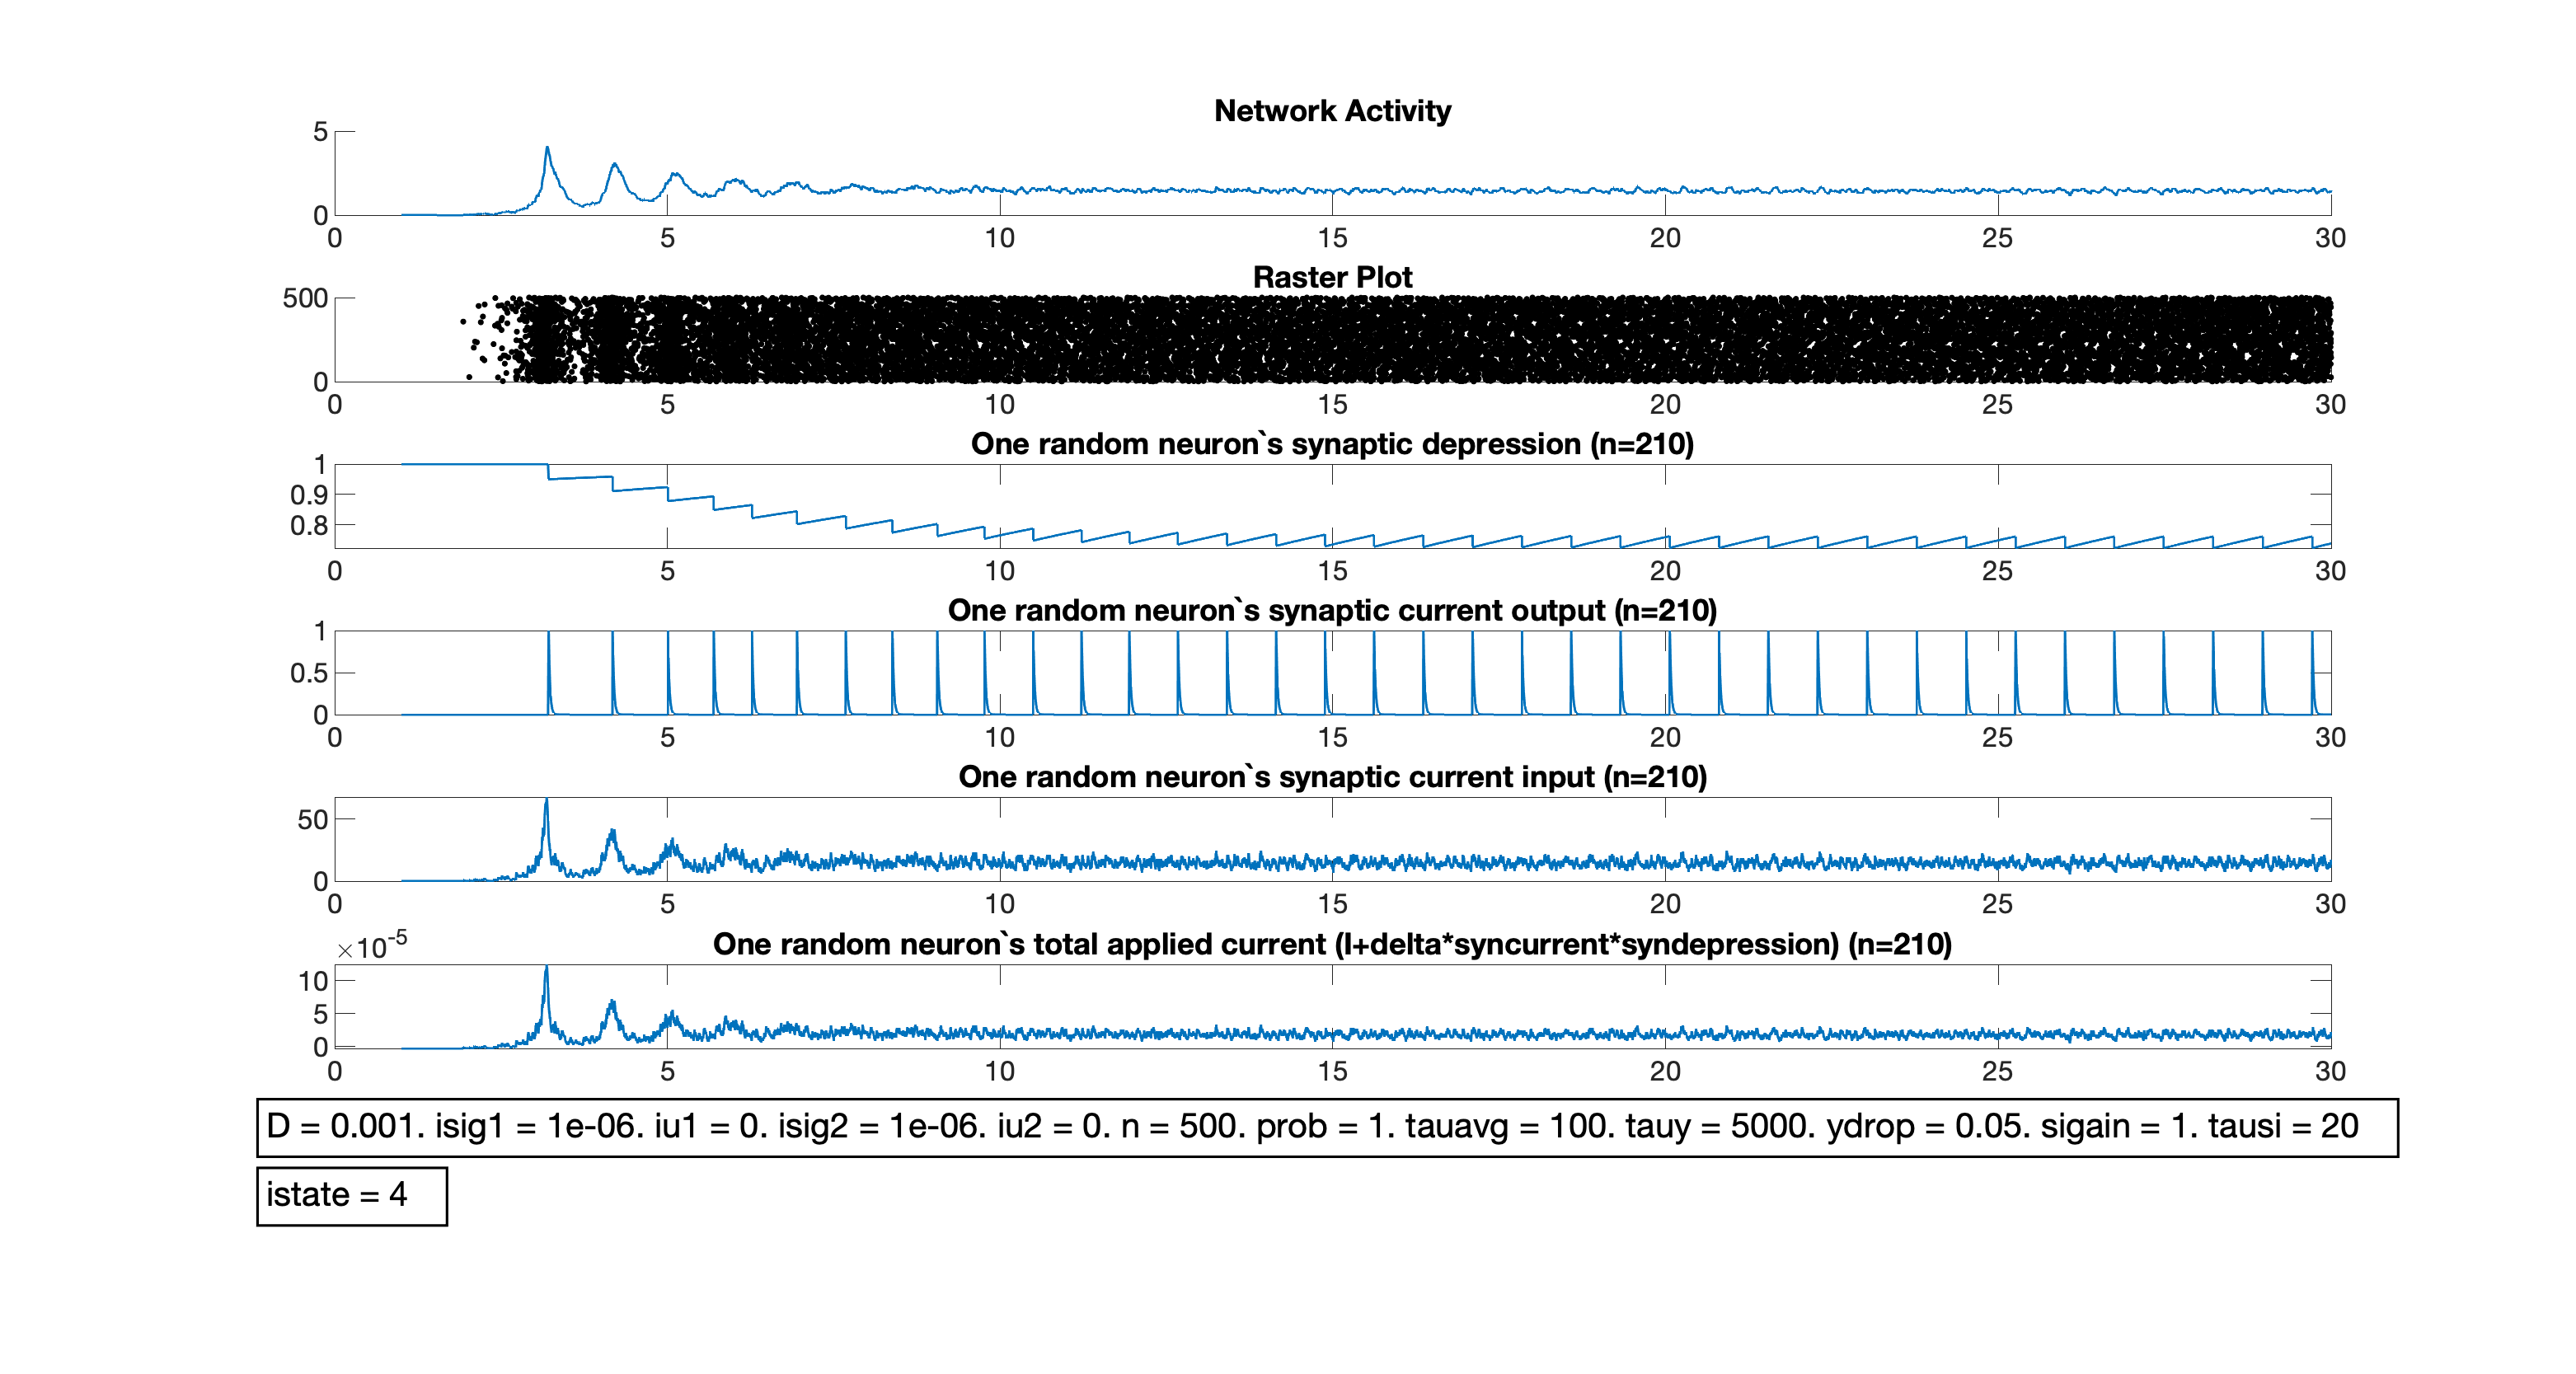 Network Activity
5
0
0 5 10 15 20 25 30
Raster Plot
500
0
0 5 10 15 20 25 30
One random neuron`s synaptic depression (n=210)
1
0.9
0.8
0 5 10 15 20 25 30
One random neuron`s synaptic current output (n=210)
1
0.5
0
0 5 10 15 20 25 30
One random neuron`s synaptic current input (n=210)
50
0
0 5 10 15 20 25 30
×10-5
One random neuron`s total applied current (I+delta*syncurrent*syndepression) (n=210)
10
5
0
0 5 10 15 20 25 30
D = 0.001. isig1 = 1e-06. iu1 = 0. isig2 = 1e-06. iu2 = 0. n = 500. prob = 1. tauavg = 100. tauy = 5000. ydrop = 0.05. sigain = 1. tausi = 20
istate = 4